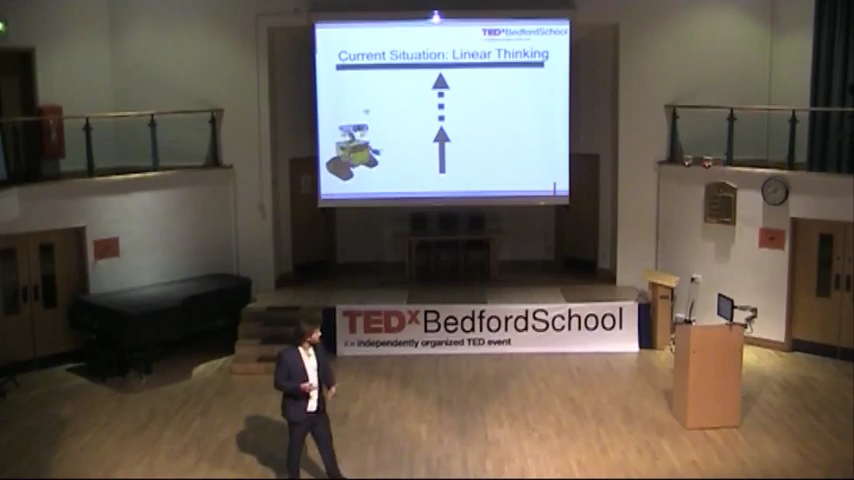 TEDxBedfordSchool
Current Situation: Linear Thinking
TEDxBedfordSchool
x = independently organized TED event